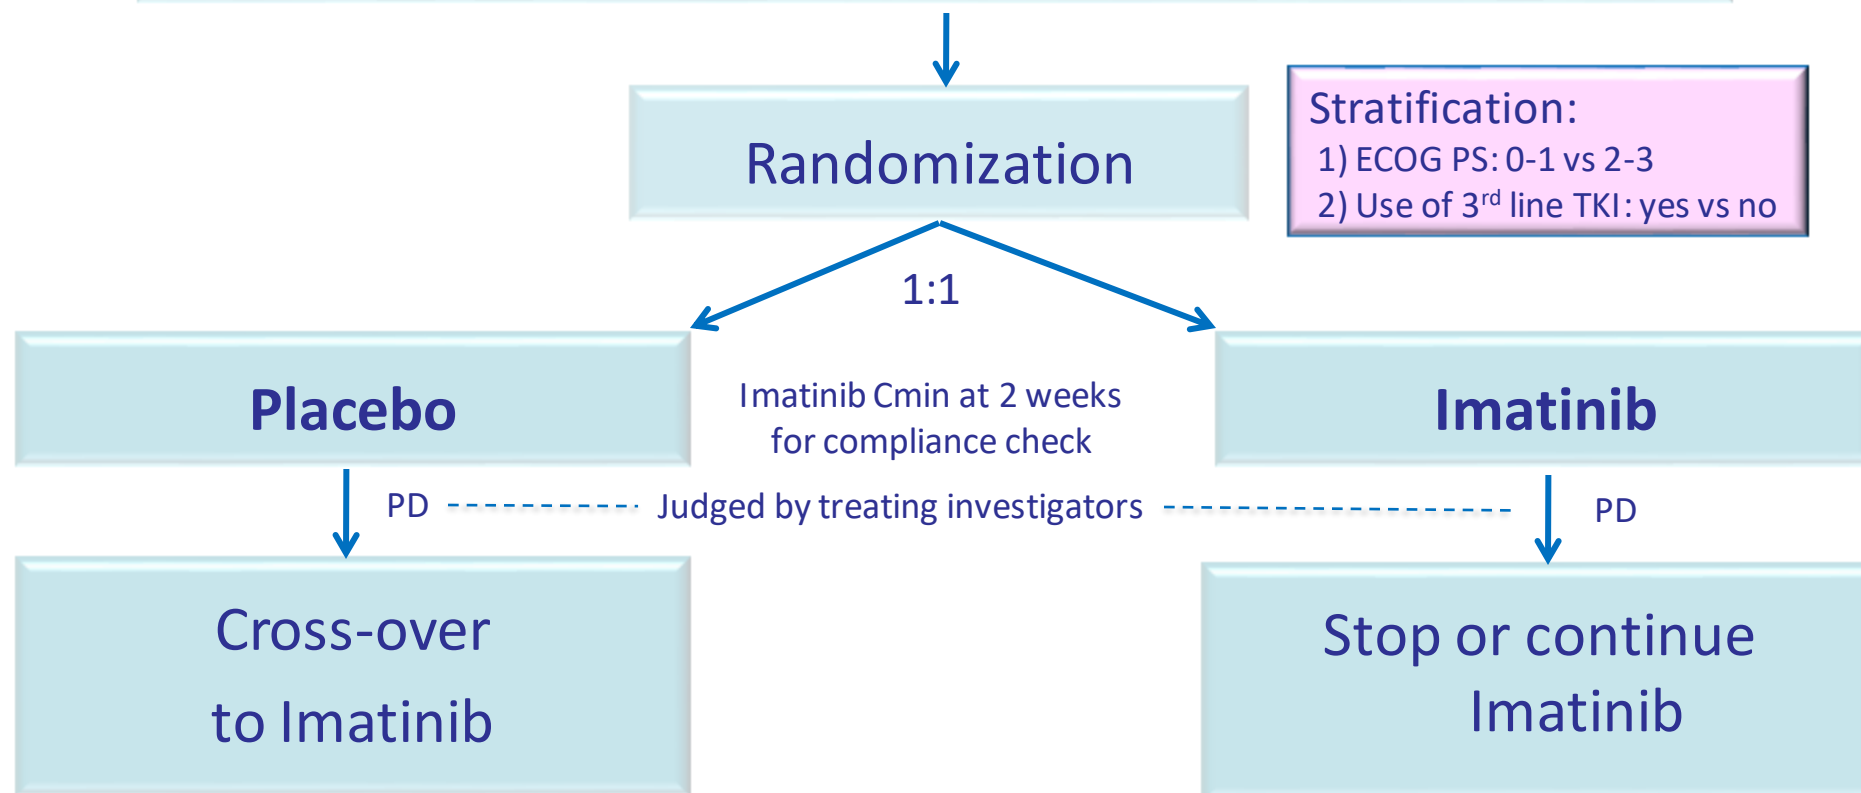 Randomization
Stratification:
1) ECOG PS: 0-1 vs 2-3
2) Use of 3rd line TKI: yes vs no
1:1
Placebo
Imatinib Cmin at 2 weeks
for compliance check
Imatinib
PD
Judged by treating investigators
PD
Cross-over
to Imatinib
Stop or continue
Imatinib